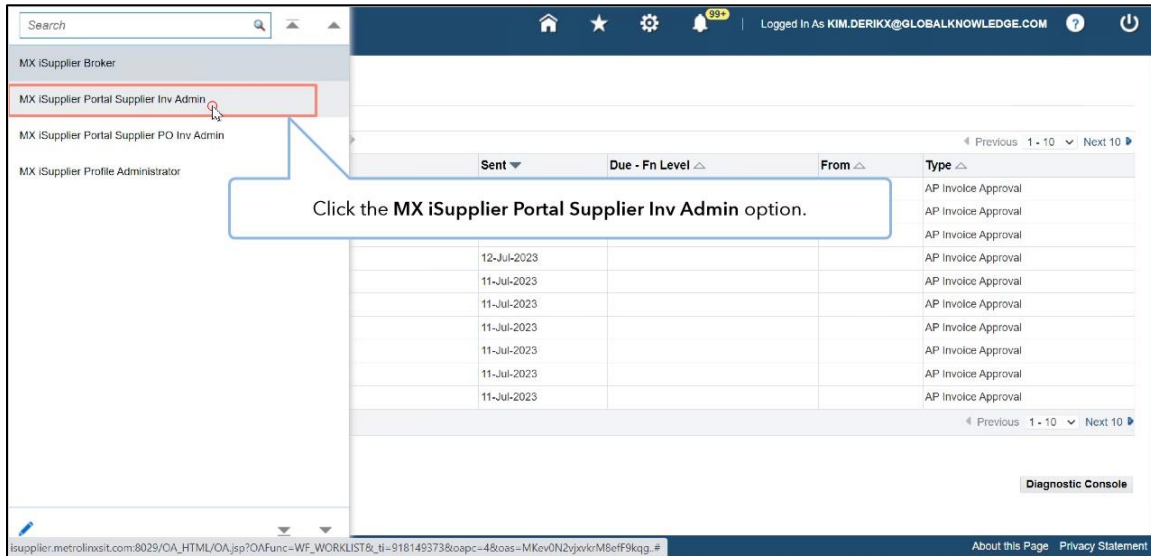 Search
99+
Logged In As KIM.DERIKX@GLOBALKNOWLEDGE.COM
?
MX iSupplier Broker
MX iSupplier Portal Supplier Inv Admin
MX iSupplier Portal Supplier PO Inv Admin
MX iSupplier Profile Administrator
Previous 1 - 10 Next 10
Sent Due - Fn Level From Type
Click the MX iSupplier Portal Supplier Inv Admin option.
AP Invoice Approval
AP Invoice Approval
AP Invoice Approval
12-Jul-2023 AP Invoice Approval
11-Jul-2023 AP Invoice Approval
11-Jul-2023 AP Invoice Approval
11-Jul-2023 AP Invoice Approval
11-Jul-2023 AP Invoice Approval
11-Jul-2023 AP Invoice Approval
11-Jul-2023 AP Invoice Approval
Previous 1 - 10 Next 10
Diagnostic Console
isupplier.metrolinxsit.com:8029/OA_HTML/OA.jsp?OAFunc=WF_WORKLIST&_ti=918149373&oapc=4&oas=MKev0N2vjxvkrM8efF9kqg..#
About this Page Privacy Statement